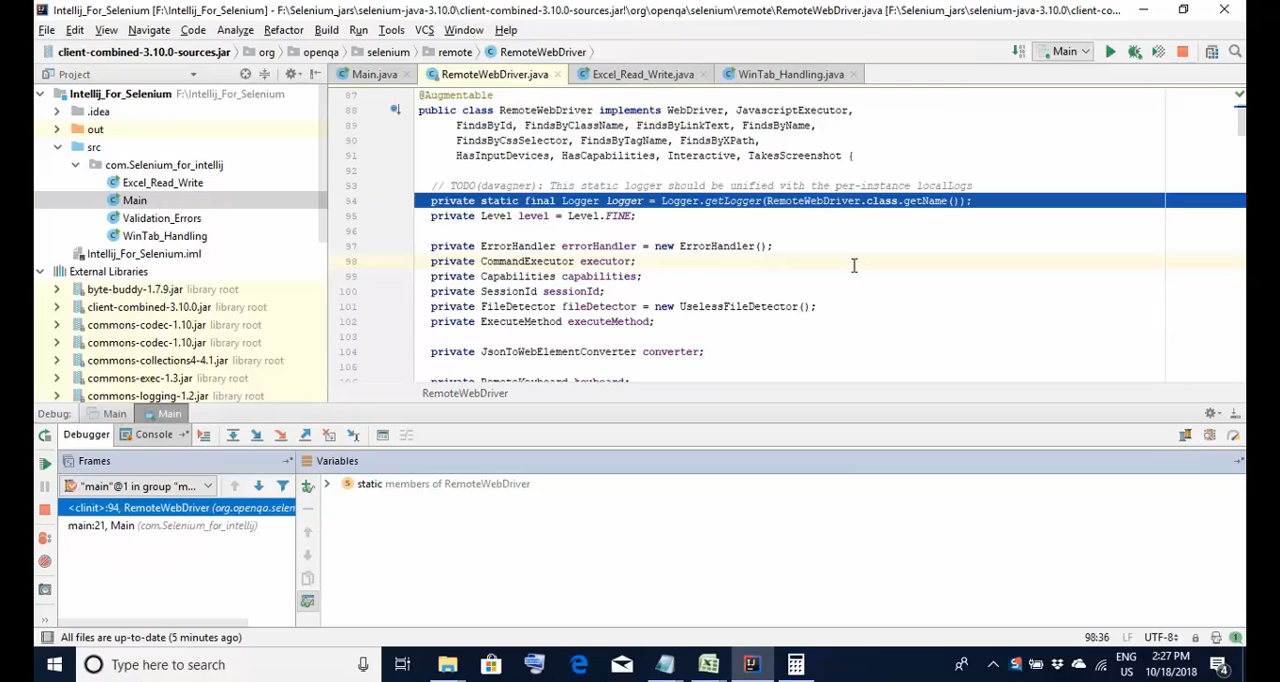 Intellij_For_Selenium [F:\Intellij_For_Selenium] - F:\Selenium_jars\selenium-java-3.10.0\client-combined-3.10.0-sources.jar!\org\openqa\selenium\remote\RemoteWebDriver.java [F:\Selenium_jars\selenium-java-3.10.0\client-co...
File Edit View Navigate Code Analyze Refactor Build Run Tools VCS Window Help
client-combined-3.10.0-sources.jar org openqa selenium remote RemoteWebDriver Main
Project Main.java RemoteWebDriver.java Excel_Read_Write.java WinTab_Handling.java
Intellij_For_Selenium F:\Intellij_For_Selenium
.idea
out
src
com.Selenium_for_intellij
Excel_Read_Write
Main
Validation_Errors
WinTab_Handling
Intellij_For_Selenium.iml
External Libraries
byte-buddy-1.7.9.jar library root
client-combined-3.10.0.jar library root
commons-codec-1.10.jar library root
commons-codec-1.10.jar library root
commons-collections4-4.1.jar library root
commons-exec-1.3.jar library root
commons-logging-1.2.jar library root
87 @Augmentable
88 public class RemoteWebDriver implements WebDriver, JavascriptExecutor,
89 FindsById, FindsByClassName, FindsByLinkText, FindsByName,
90 FindsByCssSelector, FindsByTagName, FindsByXPath,
91 HasInputDevices, HasCapabilities, Interactive, TakesScreenshot {
92
93 // TODO(dawagner): This static logger should be unified with the per-instance localLogs
94 private static final Logger logger = Logger.getLogger(RemoteWebDriver.class.getName());
95 private Level level = Level.FINE;
96
97 private ErrorHandler errorHandler = new ErrorHandler();
98 private CommandExecutor executor;
99 private Capabilities capabilities;
100 private SessionId sessionId;
101 private FileDetector fileDetector = new UselessFileDetector();
102 private ExecuteMethod executeMethod;
103
104 private JsonToWebElementConverter converter;
105
106 private RemoteKeyboard keyboard;
RemoteWebDriver
Debug: Main Main
Debugger Console
Frames Variables
"main"@1 in group "m...
<clinit>:94, RemoteWebDriver (org.openqa.selen
main:21, Main (com.Selenium_for_intellij)
static members of RemoteWebDriver
All files are up-to-date (5 minutes ago) 98:36 LF UTF-8 1
Type here to search
ENG
US
2:27 PM
10/18/2018
4